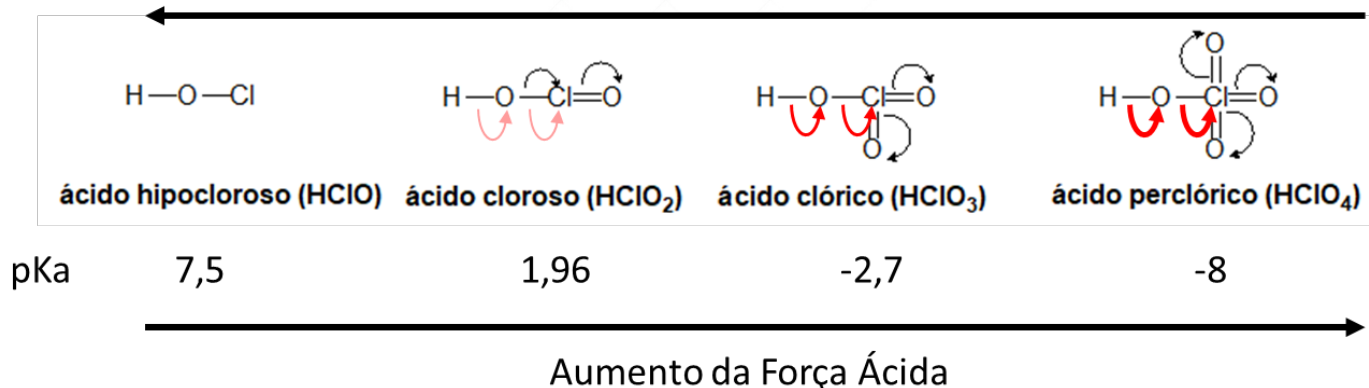 H—O—Cl
H—O—Cl=O
H—O—Cl=O
O
O
H—O—Cl=O
O
ácido hipocloroso (HClO) ácido cloroso (HClO₂) ácido clórico (HClO₃) ácido perclórico (HClO₄)
pKa 7,5 1,96 -2,7 -8
Aumento da Força Ácida